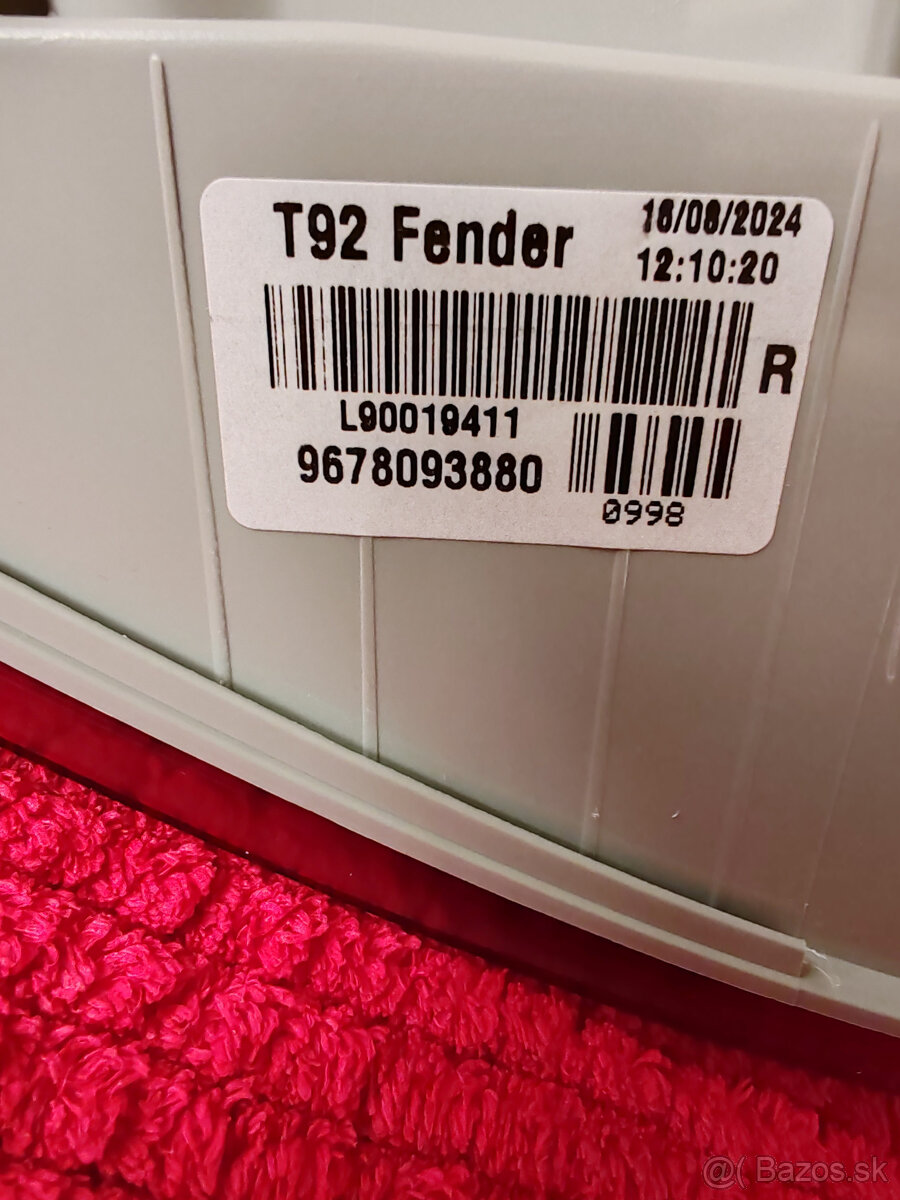 T92 Fender
16/08/2024
12:10:20
R
L90019411
9678093880
0998
@( Bazos.sk